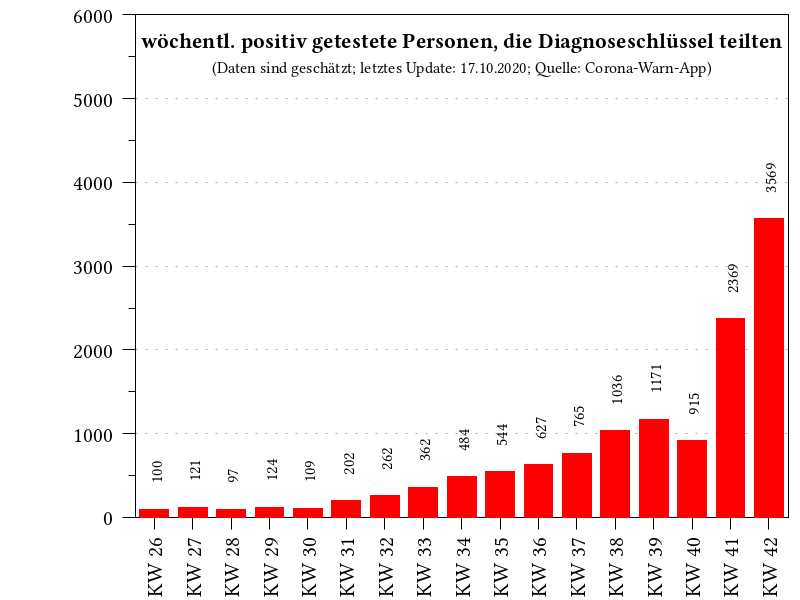 wöchentl. positiv getestete Personen, die Diagnoseschlüssel teilten
(Daten sind geschätzt; letztes Update: 17.10.2020; Quelle: Corona-Warn-App)
6000
5000
4000
3000
2000
1000
0
100
121
97
124
109
202
262
362
484
544
627
765
1036
1171
915
2369
3569
KW 26
KW 27
KW 28
KW 29
KW 30
KW 31
KW 32
KW 33
KW 34
KW 35
KW 36
KW 37
KW 38
KW 39
KW 40
KW 41
KW 42